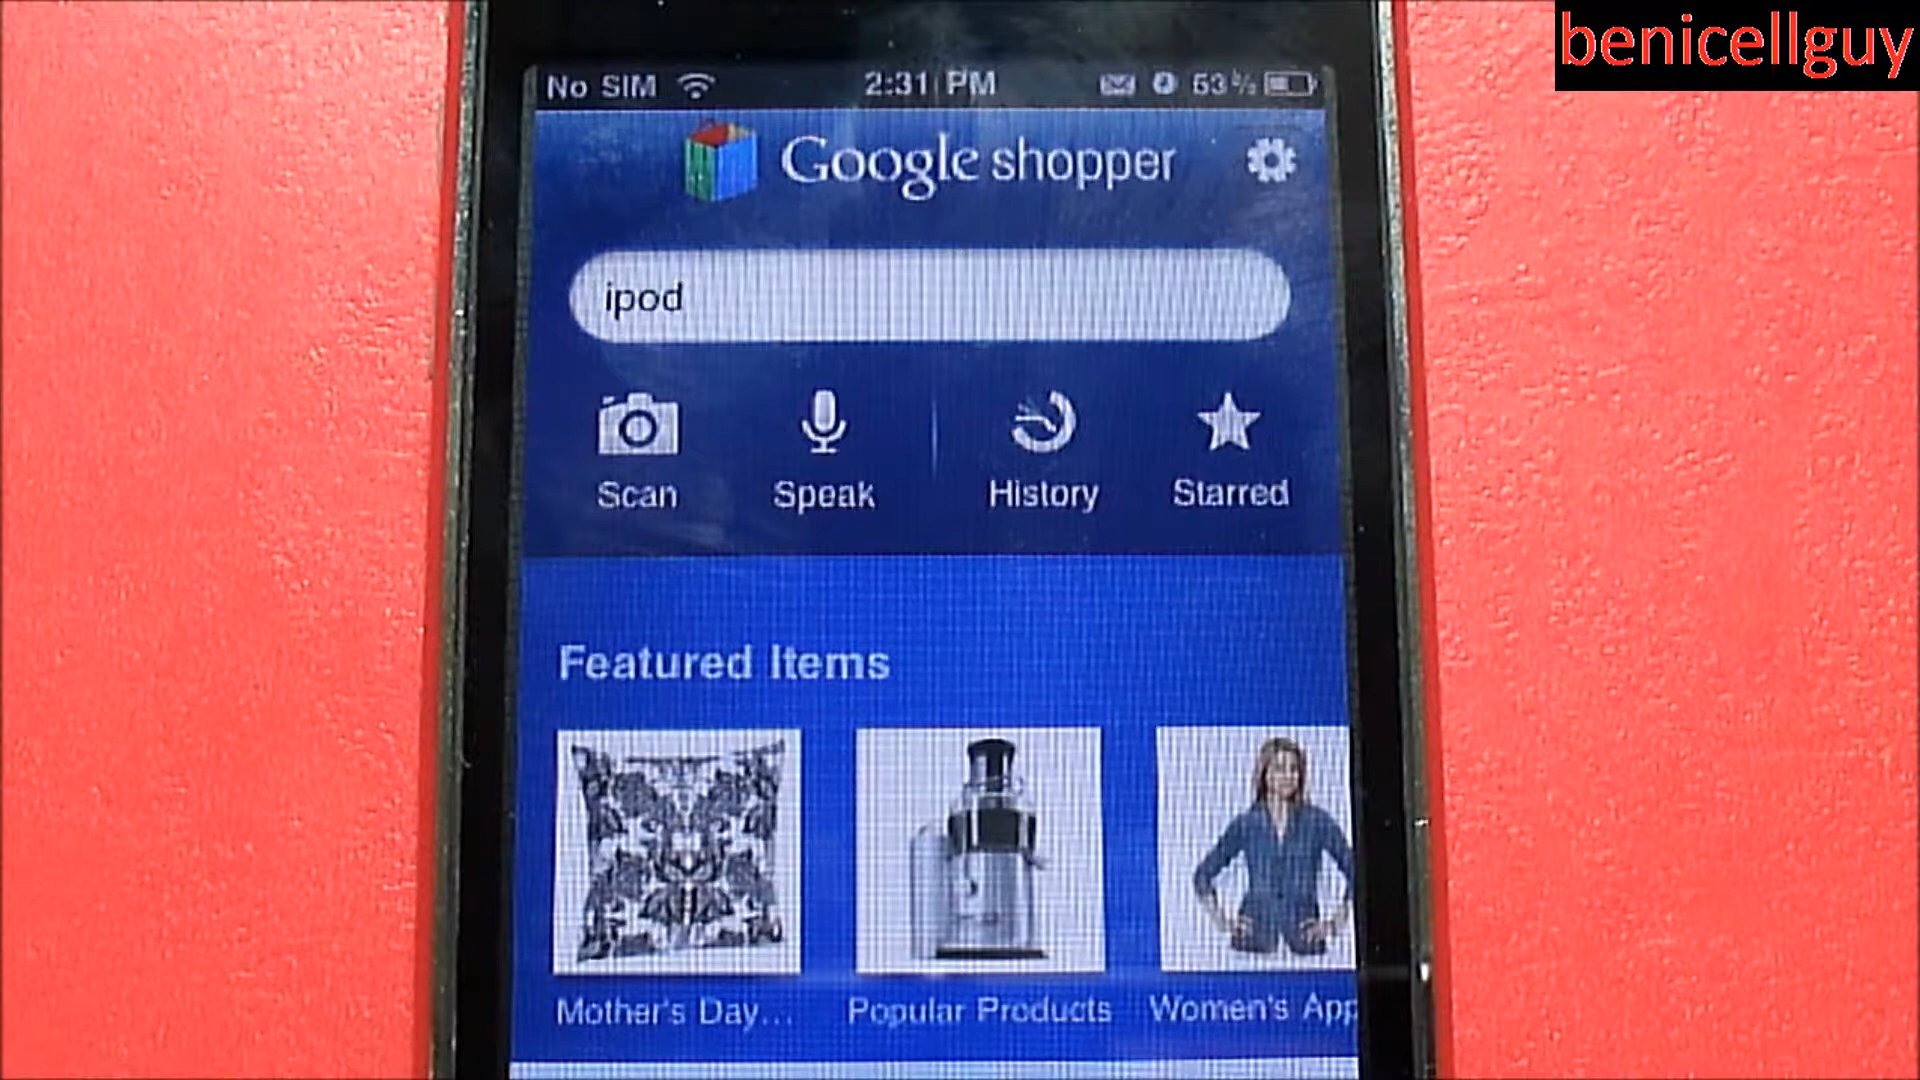 benicellguy
No SIM 2:31 PM 53%
Google shopper
ipod
Scan Speak History Starred
Featured Items
Mother's Day... Popular Products Women's App